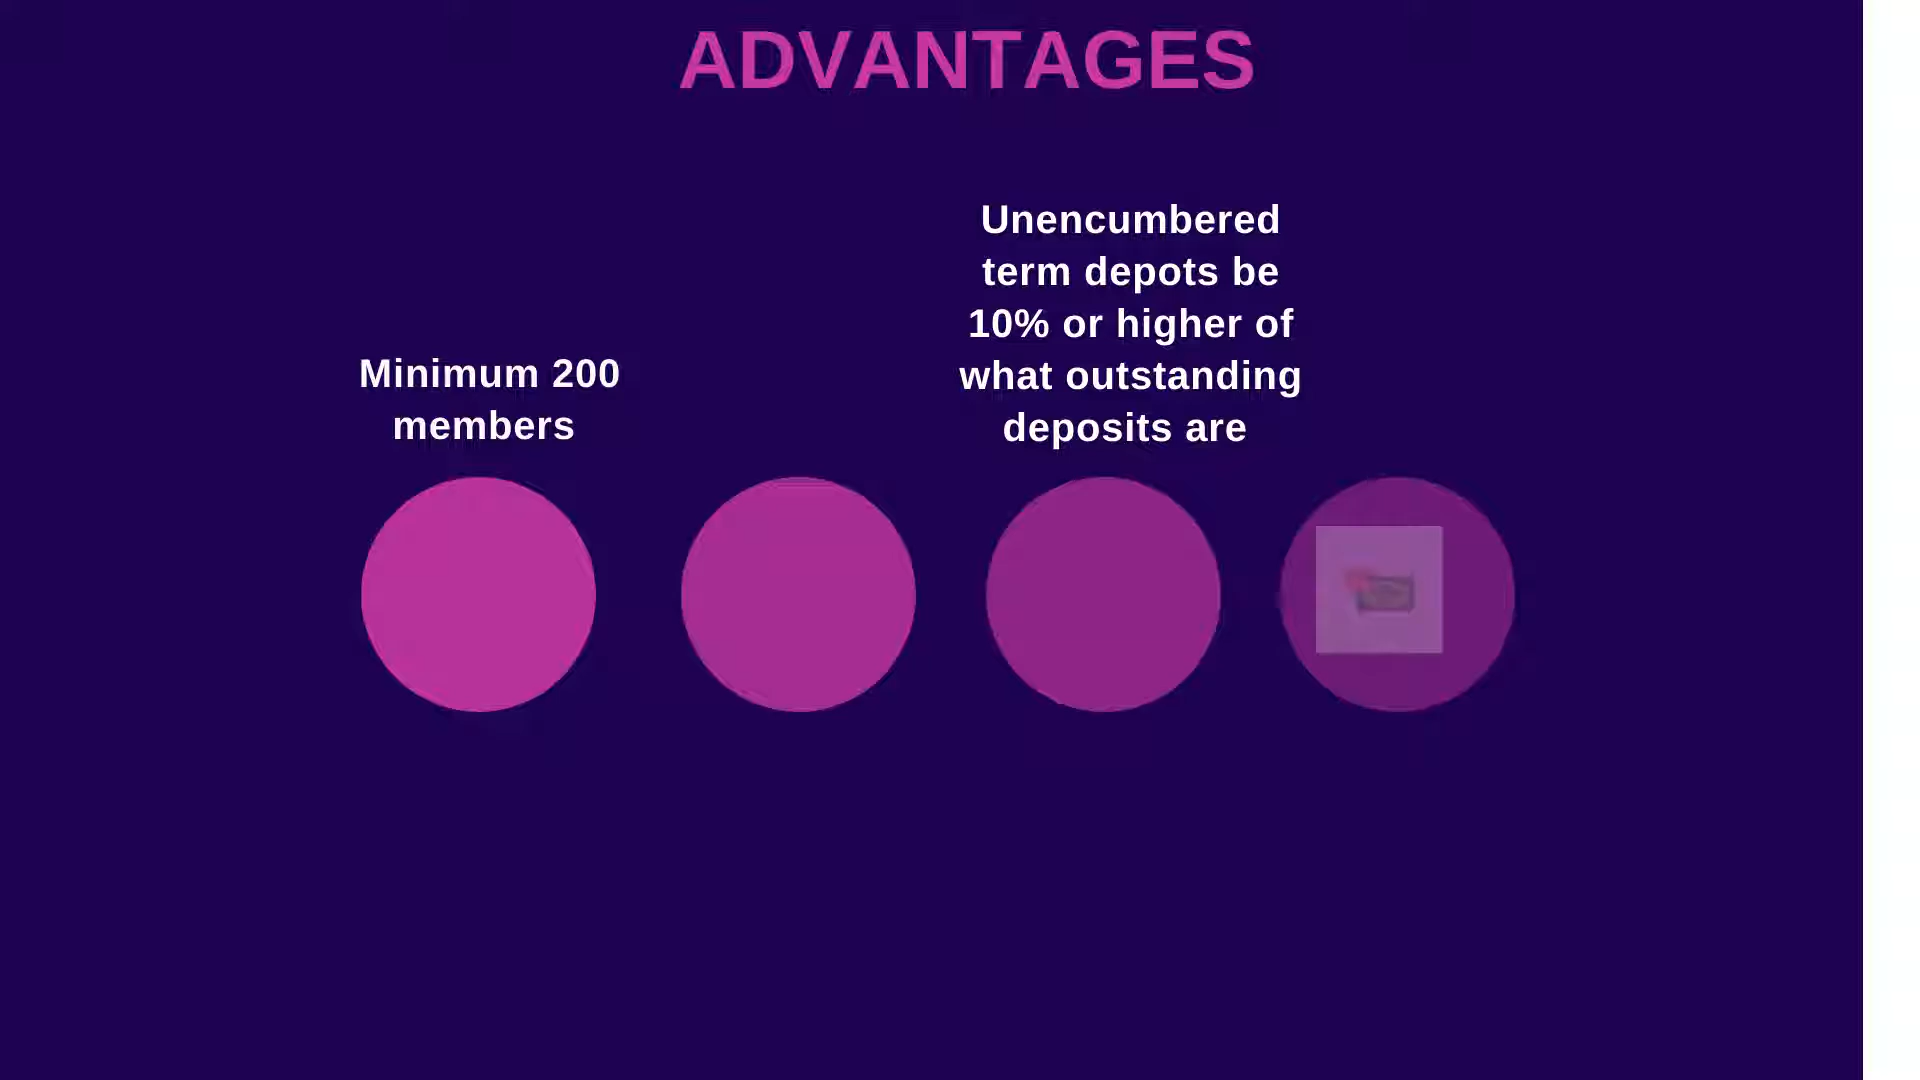 ADVANTAGES
Minimum 200
members
Unencumbered
term depots be
10% or higher of
what outstanding
deposits are